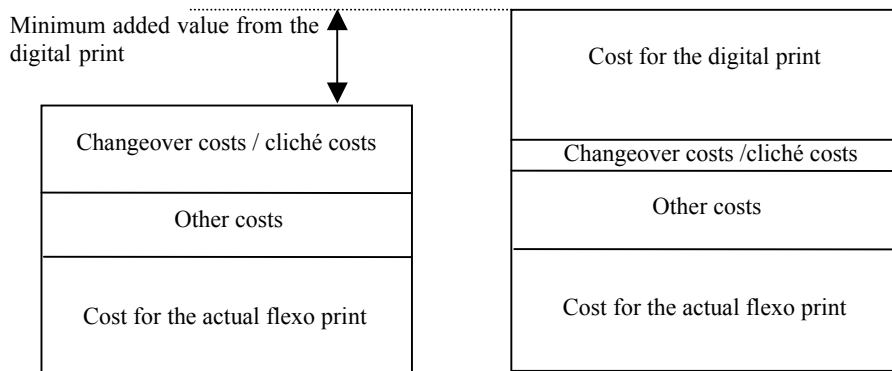 Minimum added value from the
digital print
Changeover costs / cliché costs
Other costs
Cost for the actual flexo print
Cost for the digital print
Changeover costs /cliché costs
Other costs
Cost for the actual flexo print